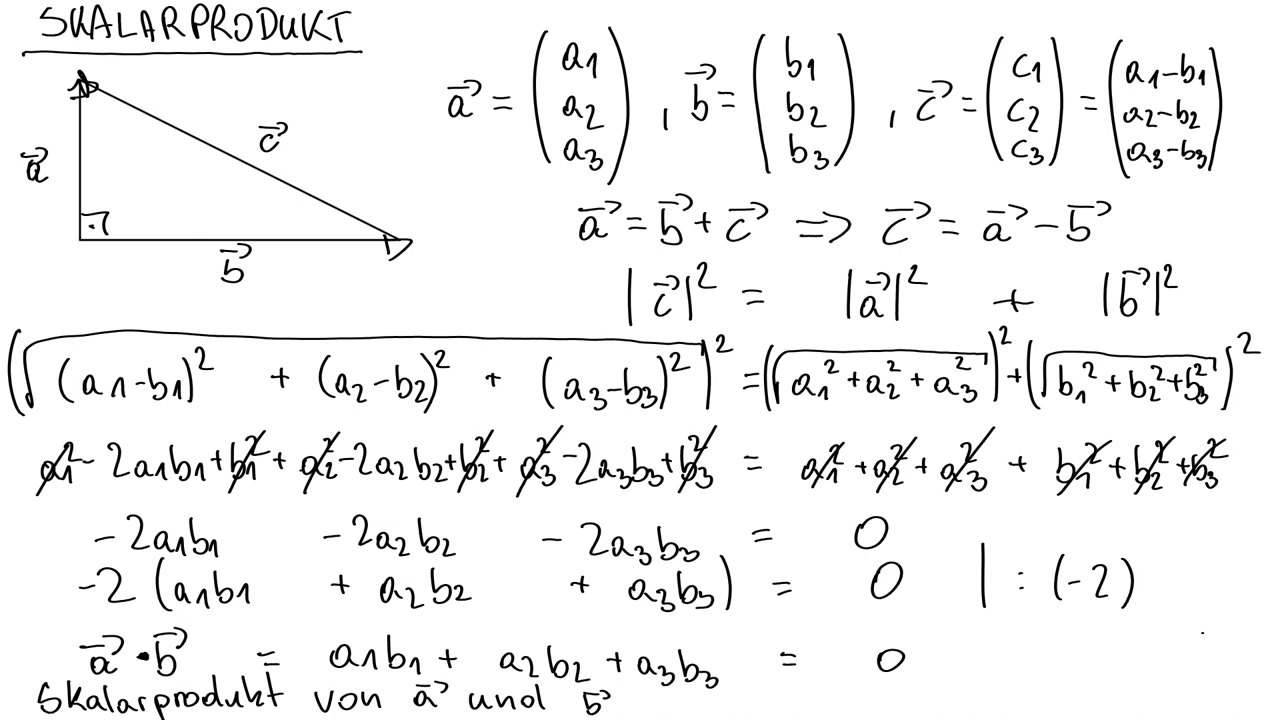 SKALARPRODUKT
a⃗ = (a1 a2 a3) , b⃗ = (b1 b2 b3) , c⃗ = (c1 c2 c3) = (a1-b1 a2-b2 a3-b3)
c⃗
a⃗
b⃗
a⃗ = b⃗ + c⃗ => c⃗ = a⃗ - b⃗
|c⃗|² = |a⃗|² + |b⃗|²
(√((a1-b1)² + (a2-b2)² + (a3-b3)²))² = (√(a1² + a2² + a3²))² + (√(b1² + b2² + b3²))²
a1² - 2a1b1 + b1² + a2² - 2a2b2 + b2² + a3² - 2a3b3 + b3² = a1² + a2² + a3² + b1² + b2² + b3²
- 2a1b1 - 2a2b2 - 2a3b3 = 0
-2 (a1b1 + a2b2 + a3b3) = 0 | : (-2)
a⃗ · b⃗ = a1b1 + a2b2 + a3b3 = 0
Skalarprodukt von a⃗ und b⃗